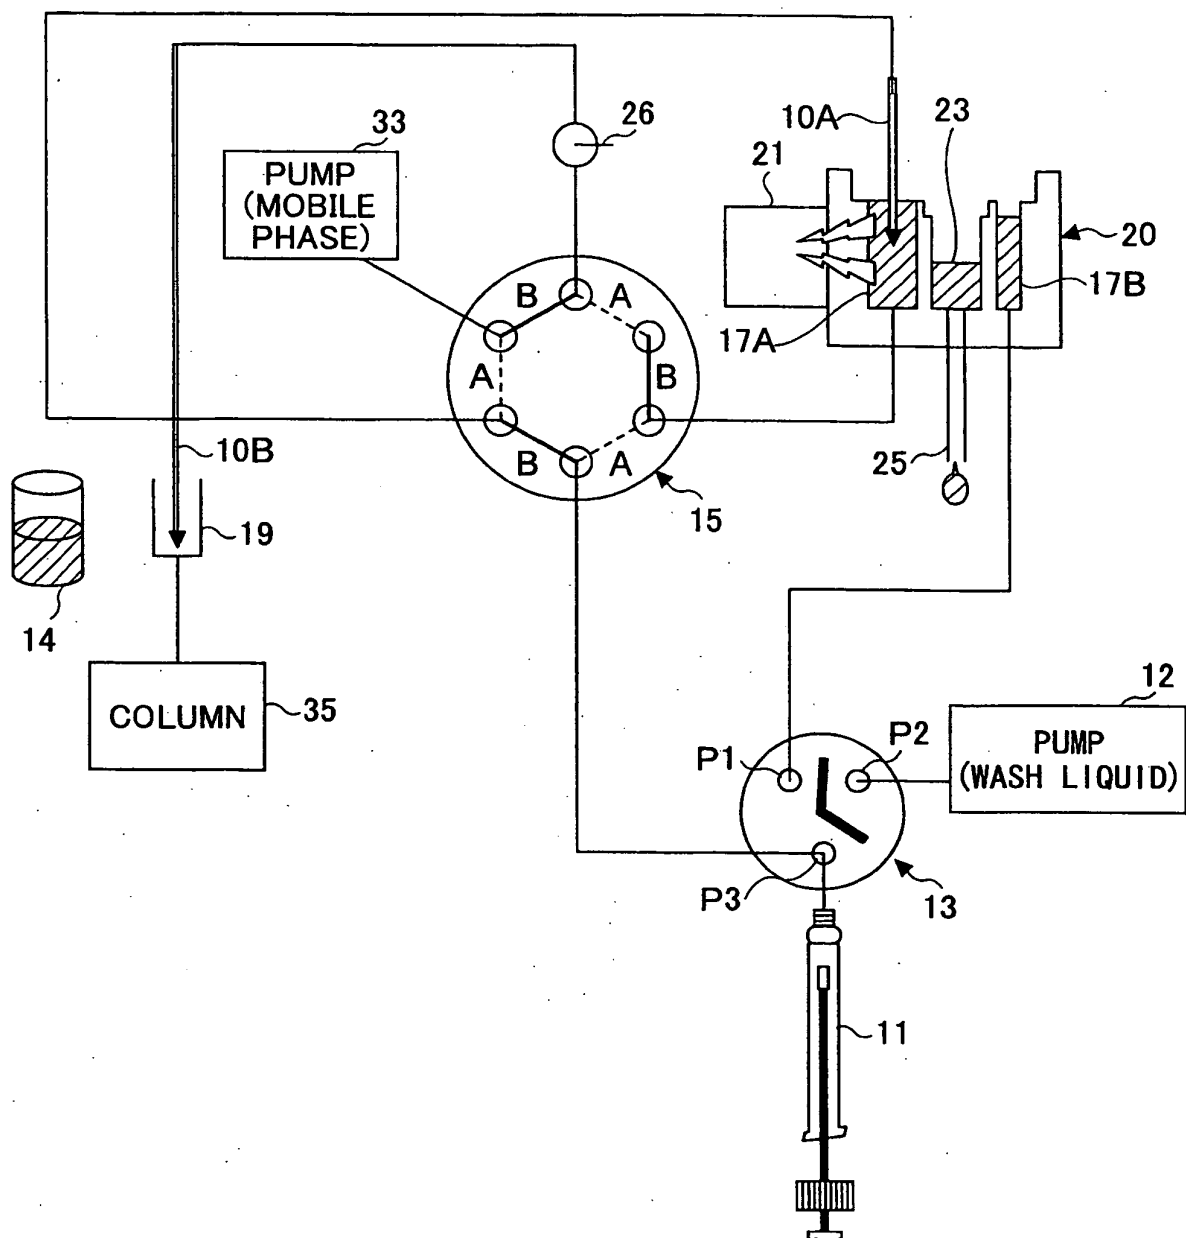 26
10A
23
33
PUMP
(MOBILE
PHASE)
21
20
17B
17A
B
A
A
B
B
A
10B
25
15
19
14
COLUMN
35
12
P1
P2
PUMP
(WASH LIQUID)
P3
13
11